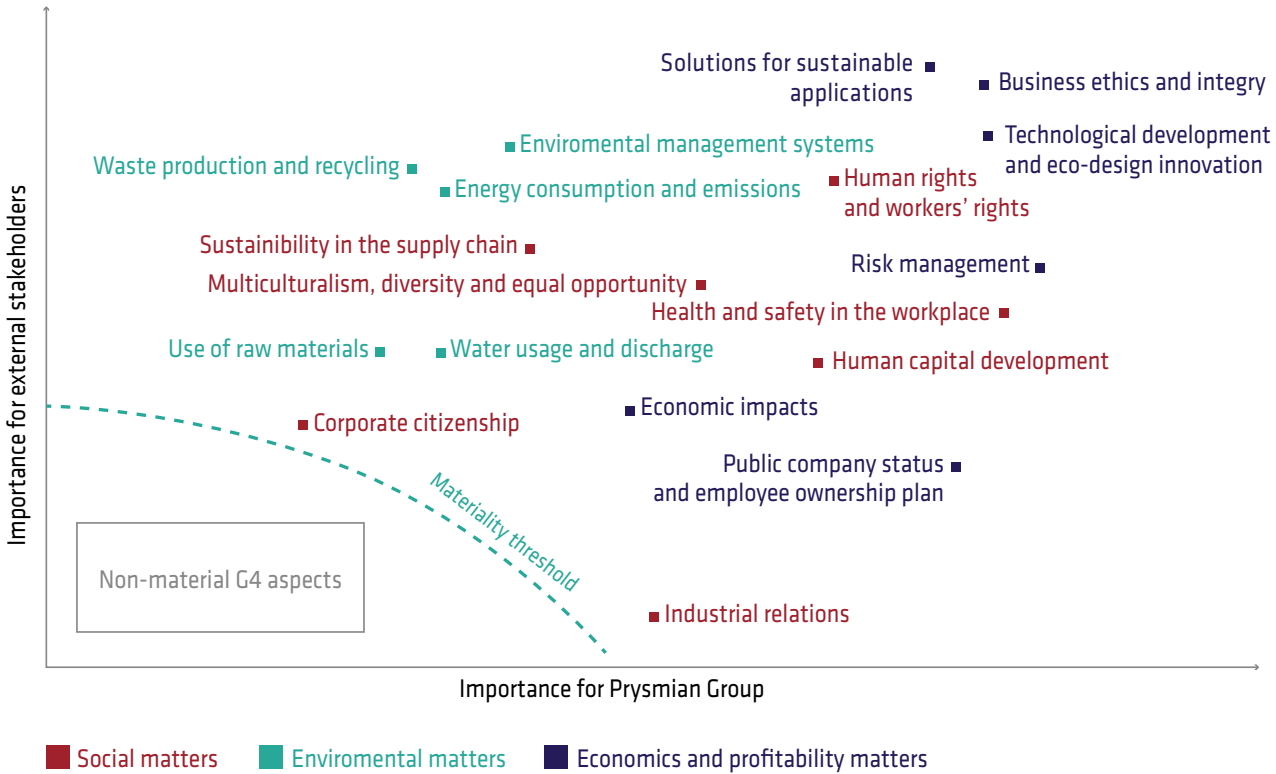 Importance for external stakeholders
Solutions for sustainable
applications
Business ethics and integry
Technological development
and eco-design innovation
Enviromental management systems
Waste production and recycling
Energy consumption and emissions
Human rights
and workers’ rights
Sustainibility in the supply chain
Risk management
Multiculturalism, diversity and equal opportunity
Health and safety in the workplace
Use of raw materials
Water usage and discharge
Human capital development
Economic impacts
Corporate citizenship
Public company status
and employee ownership plan
Materiality threshold
Non-material G4 aspects
Industrial relations
Importance for Prysmian Group
Social matters
Enviromental matters
Economics and profitability matters